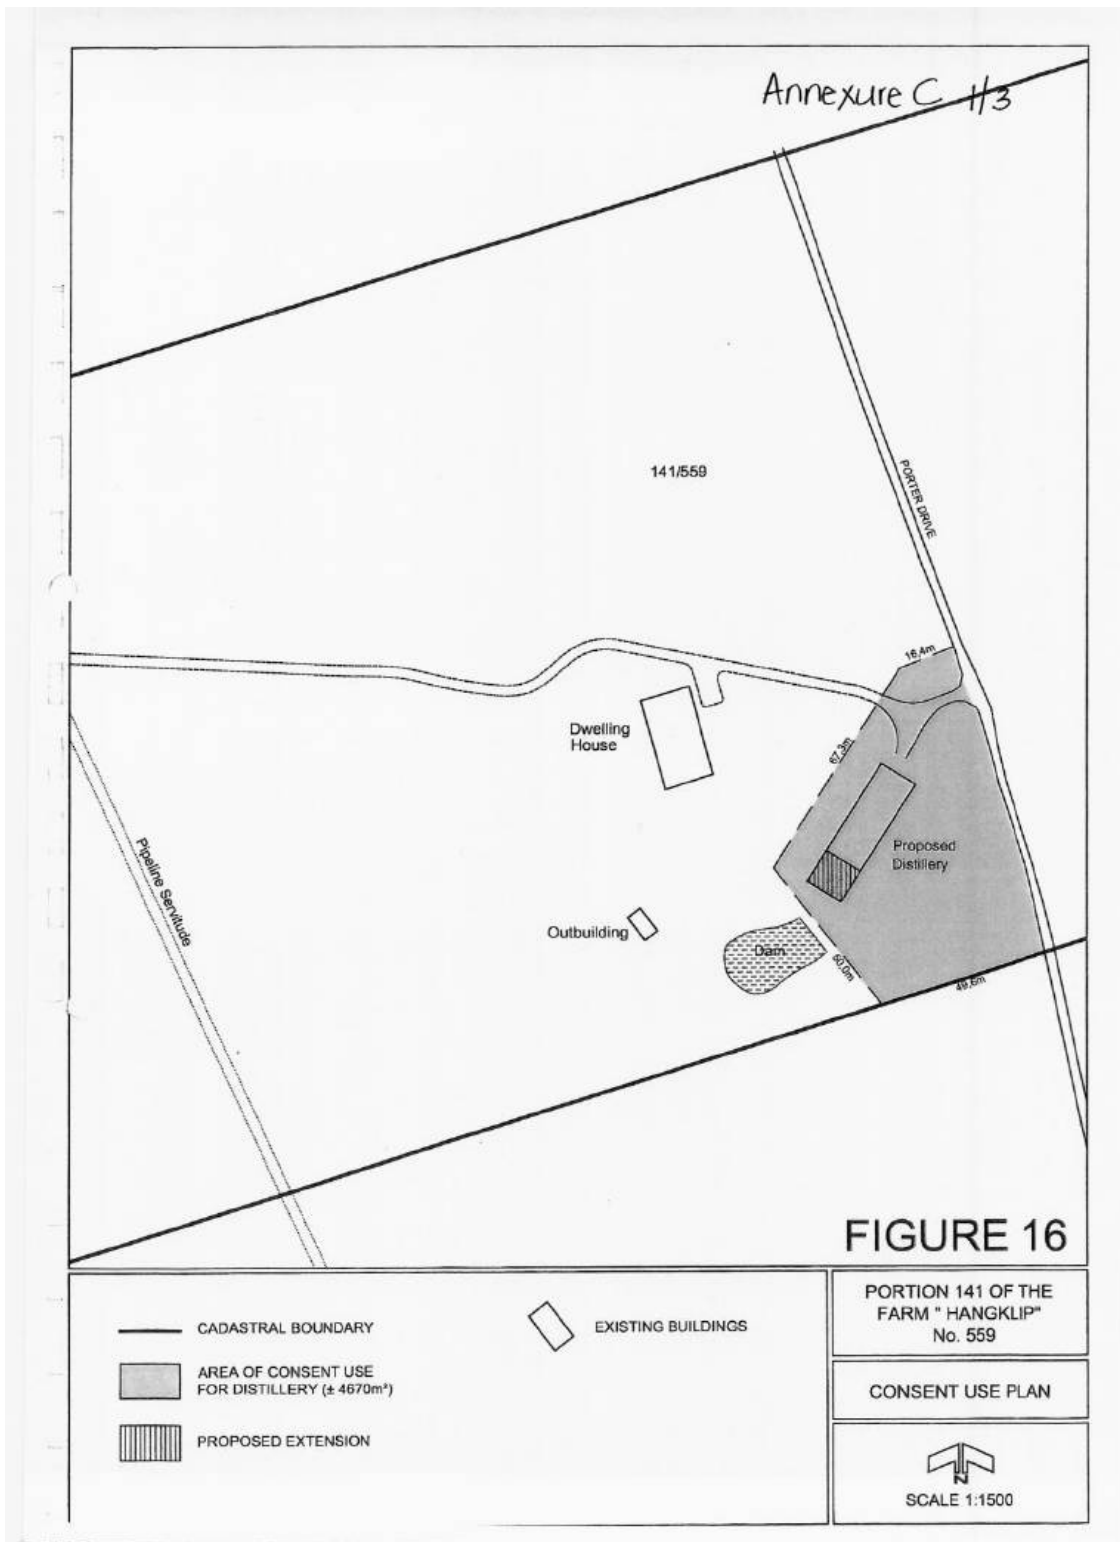 Annexure C 1/3
141/559
PORTER DRIVE
16,4m
67,3m
Dwelling
House
Proposed
Distillery
Pipeline Servitude
Outbuilding
Dam
50,0m
49,6m
FIGURE 16
CADASTRAL BOUNDARY
AREA OF CONSENT USE
FOR DISTILLERY (± 4670m²)
PROPOSED EXTENSION
EXISTING BUILDINGS
PORTION 141 OF THE
FARM " HANGKLIP"
No. 559
CONSENT USE PLAN
N
SCALE 1:1500